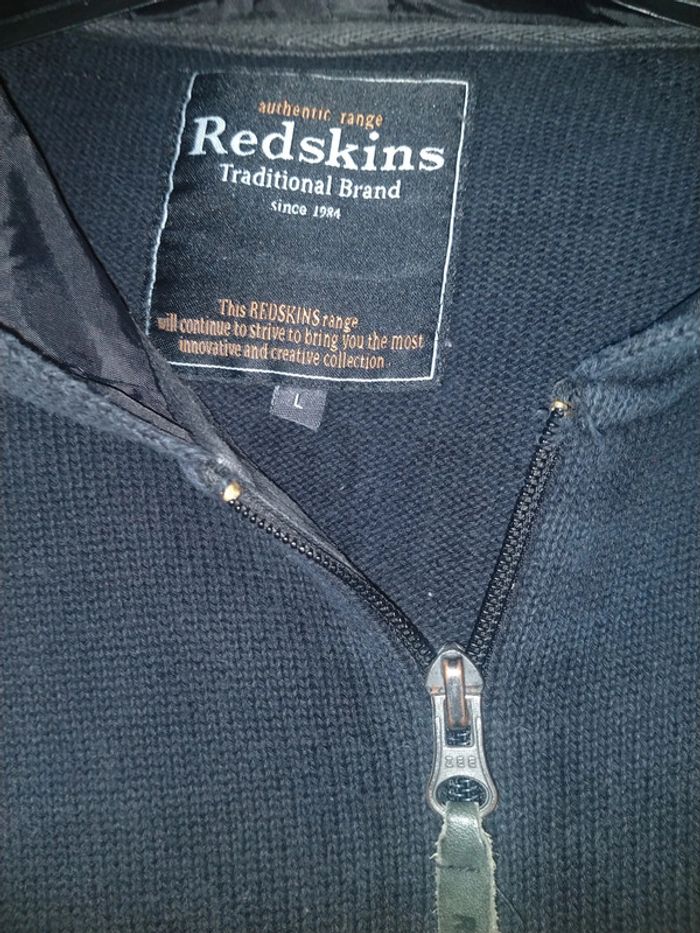 authentic range
Redskins
Traditional Brand
since 1984
This REDSKINS range
will continue to strive to bring you the most
innovative and creative collection
L
888